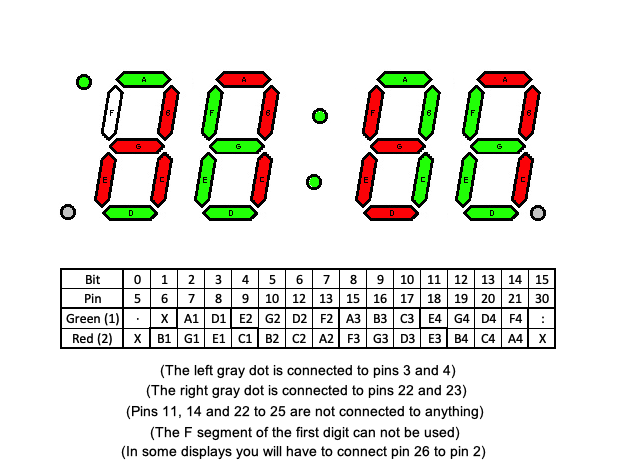 A A A A
F B F B F B F B
G G G G
E C E C E C E C
D D D D
Bit 0 1 2 3 4 5 6 7 8 9 10 11 12 13 14 15
Pin 5 6 7 8 9 10 12 13 15 16 17 18 19 20 21 30
Green (1) · X A1 D1 E2 G2 D2 F2 A3 B3 C3 E4 G4 D4 F4 :
Red (2) X B1 G1 E1 C1 B2 C2 A2 F3 G3 D3 E3 B4 C4 A4 X
(The left gray dot is connected to pins 3 and 4)
(The right gray dot is connected to pins 22 and 23)
(Pins 11, 14 and 22 to 25 are not connected to anything)
(The F segment of the first digit can not be used)
(In some displays you will have to connect pin 26 to pin 2)